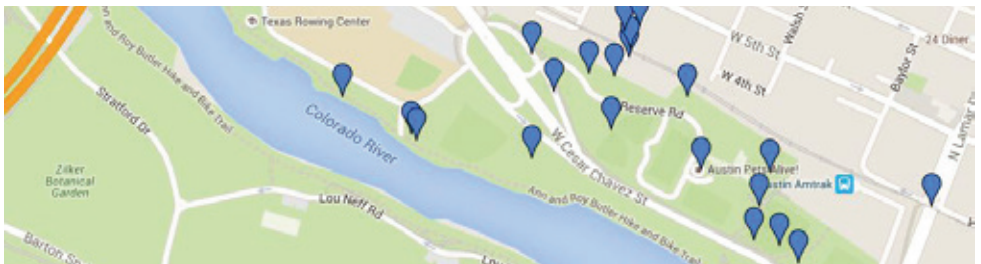 Texas Rowing Center
Ann and Roy Butler Hike and Bike Trail
Stratford Dr
Colorado River
Zilker
Botanical
Garden
Lou Neff Rd
Barton
Lou
W Cesar Chavez St
Ann and Roy Butler Hike and Bike Trail
Reserve Rd
Austin Pets Alive!
Austin Amtrak
W 5th St
W 4th St
Walsh St
Baylor St
24 Diner
N Lamar